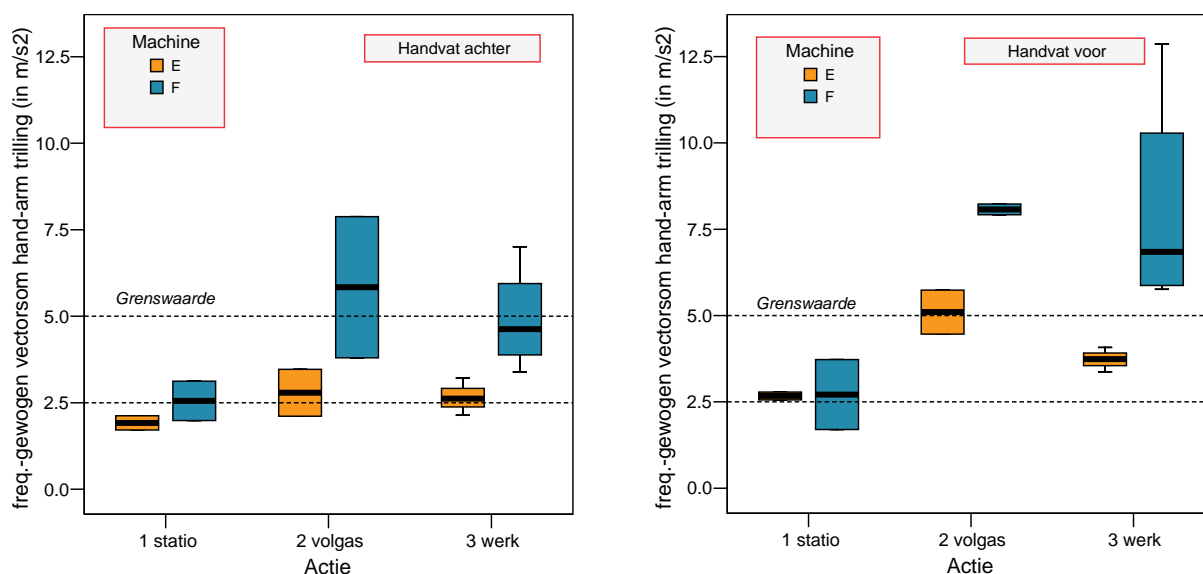 freq.-gewogen vectorsom hand-arm trilling (in m/s2)
12.5
10.0
7.5
5.0
2.5
0.0
Machine
E
F
Handvat achter
Grenswaarde
1 statio
2 volgas
3 werk
Actie
freq.-gewogen vectorsom hand-arm trilling (in m/s2)
12.5
10.0
7.5
5.0
2.5
0.0
Machine
E
F
Handvat voor
Grenswaarde
1 statio
2 volgas
3 werk
Actie